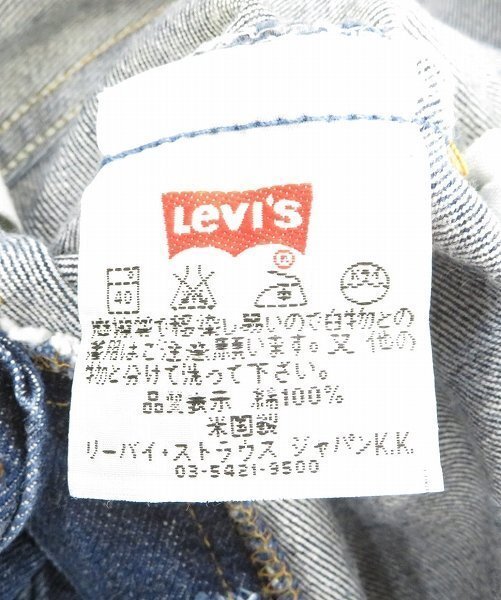 Levi's
R
40
は湿潤で移染し易いので白物との
着用はご注意願います。又 他の
物と分けて洗って下さい。
品質表示 綿100%
米国製
リーバイ・ストラウス ジャパンK.K.
03-5421-9500